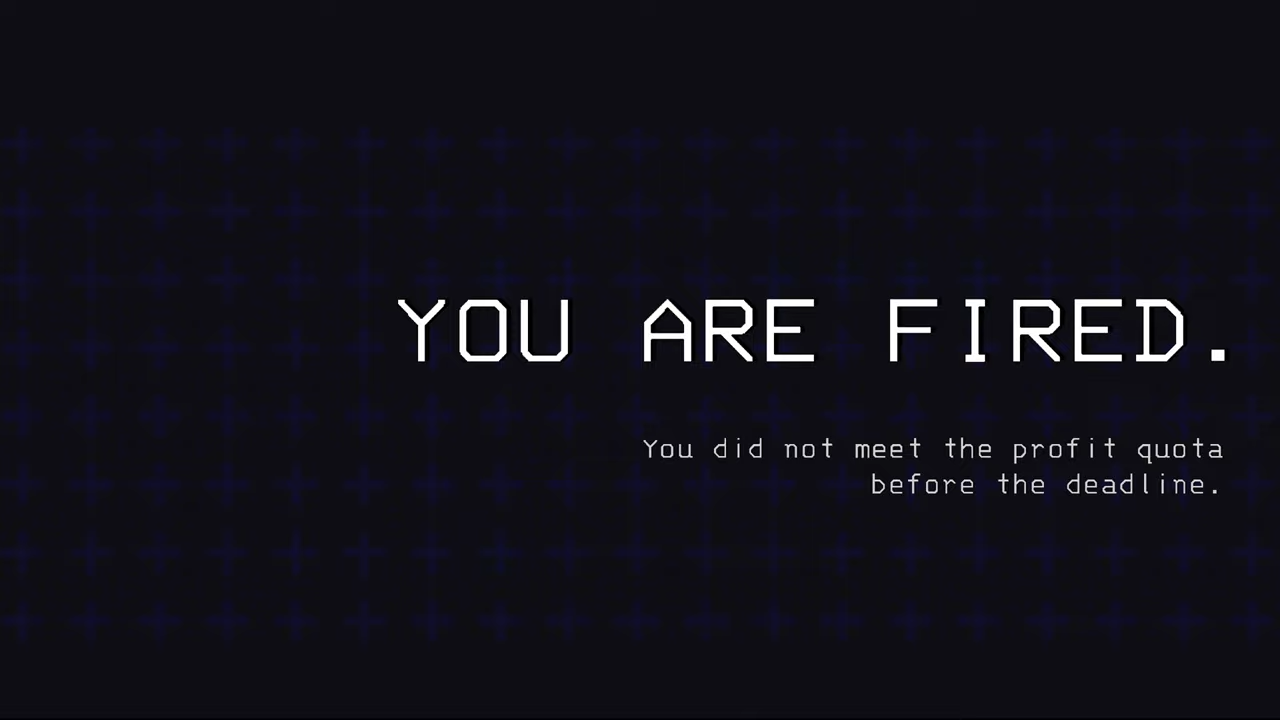 YOU ARE FIRED.
You did not meet the profit quota
before the deadline.